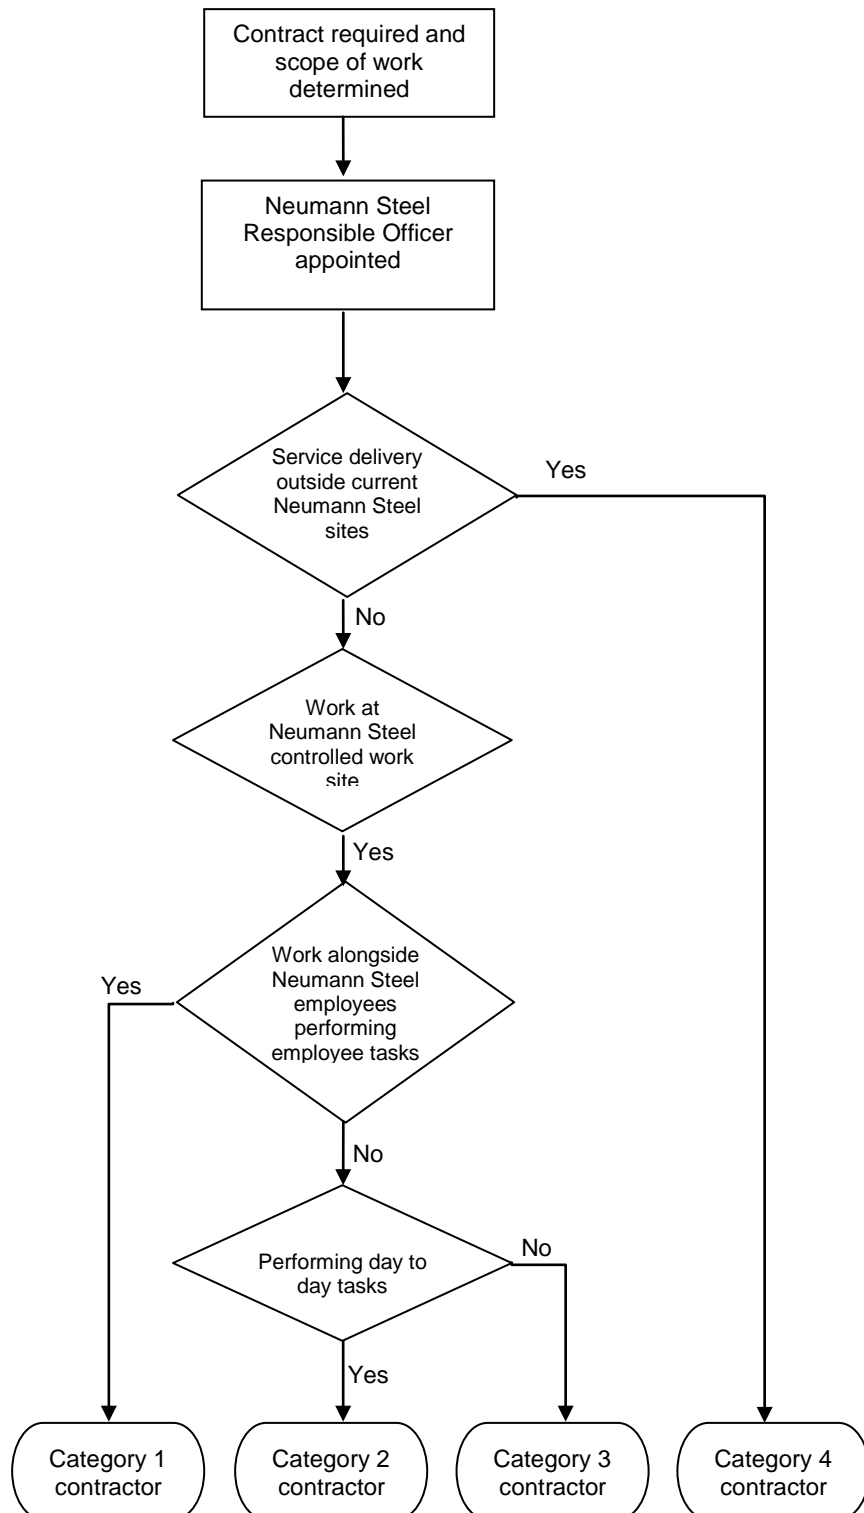 Contract required and
scope of work
determined
Neumann Steel
Responsible Officer
appointed
Service delivery
outside current
Neumann Steel
sites
Yes
No
Work at
Neumann Steel
controlled work
site
Yes
Work alongside
Neumann Steel
employees
performing
employee tasks
Yes
No
Performing day to
day tasks
No
Yes
Category 1
contractor
Category 2
contractor
Category 3
contractor
Category 4
contractor